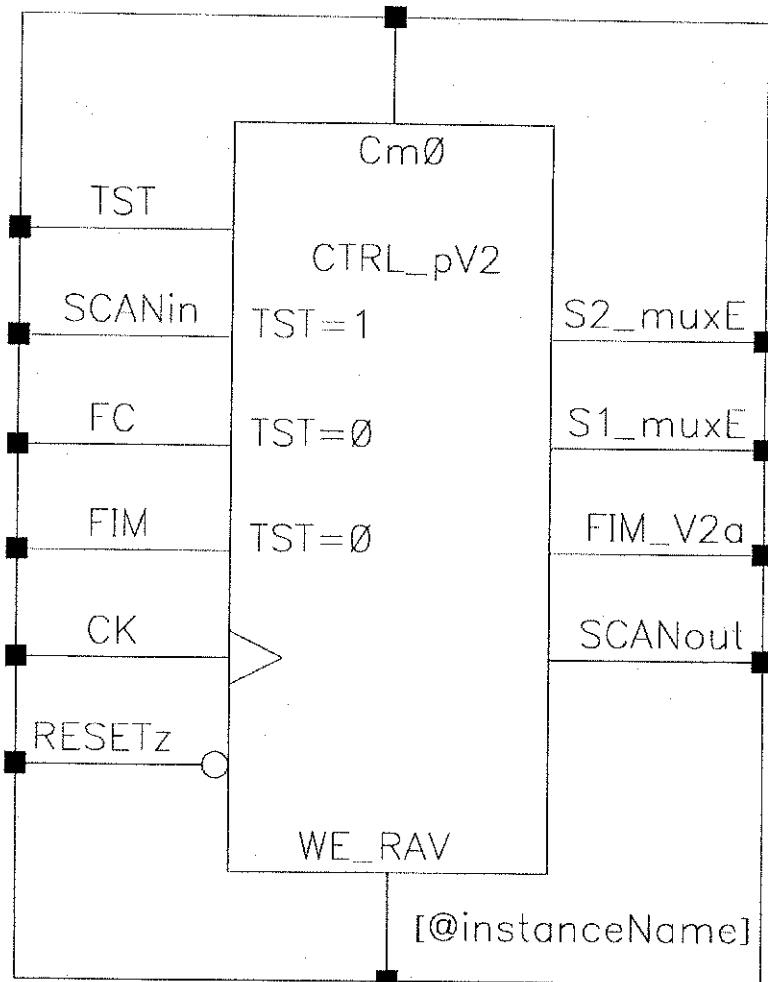 CmØ
TST
CTRL_pV2
SCANin
TST=1
S2_muxE
FC
TST=Ø
S1_muxE
FIM
TST=Ø
FIM_V2a
CK
SCANout
RESETz
WE_RAV
[@instanceName]